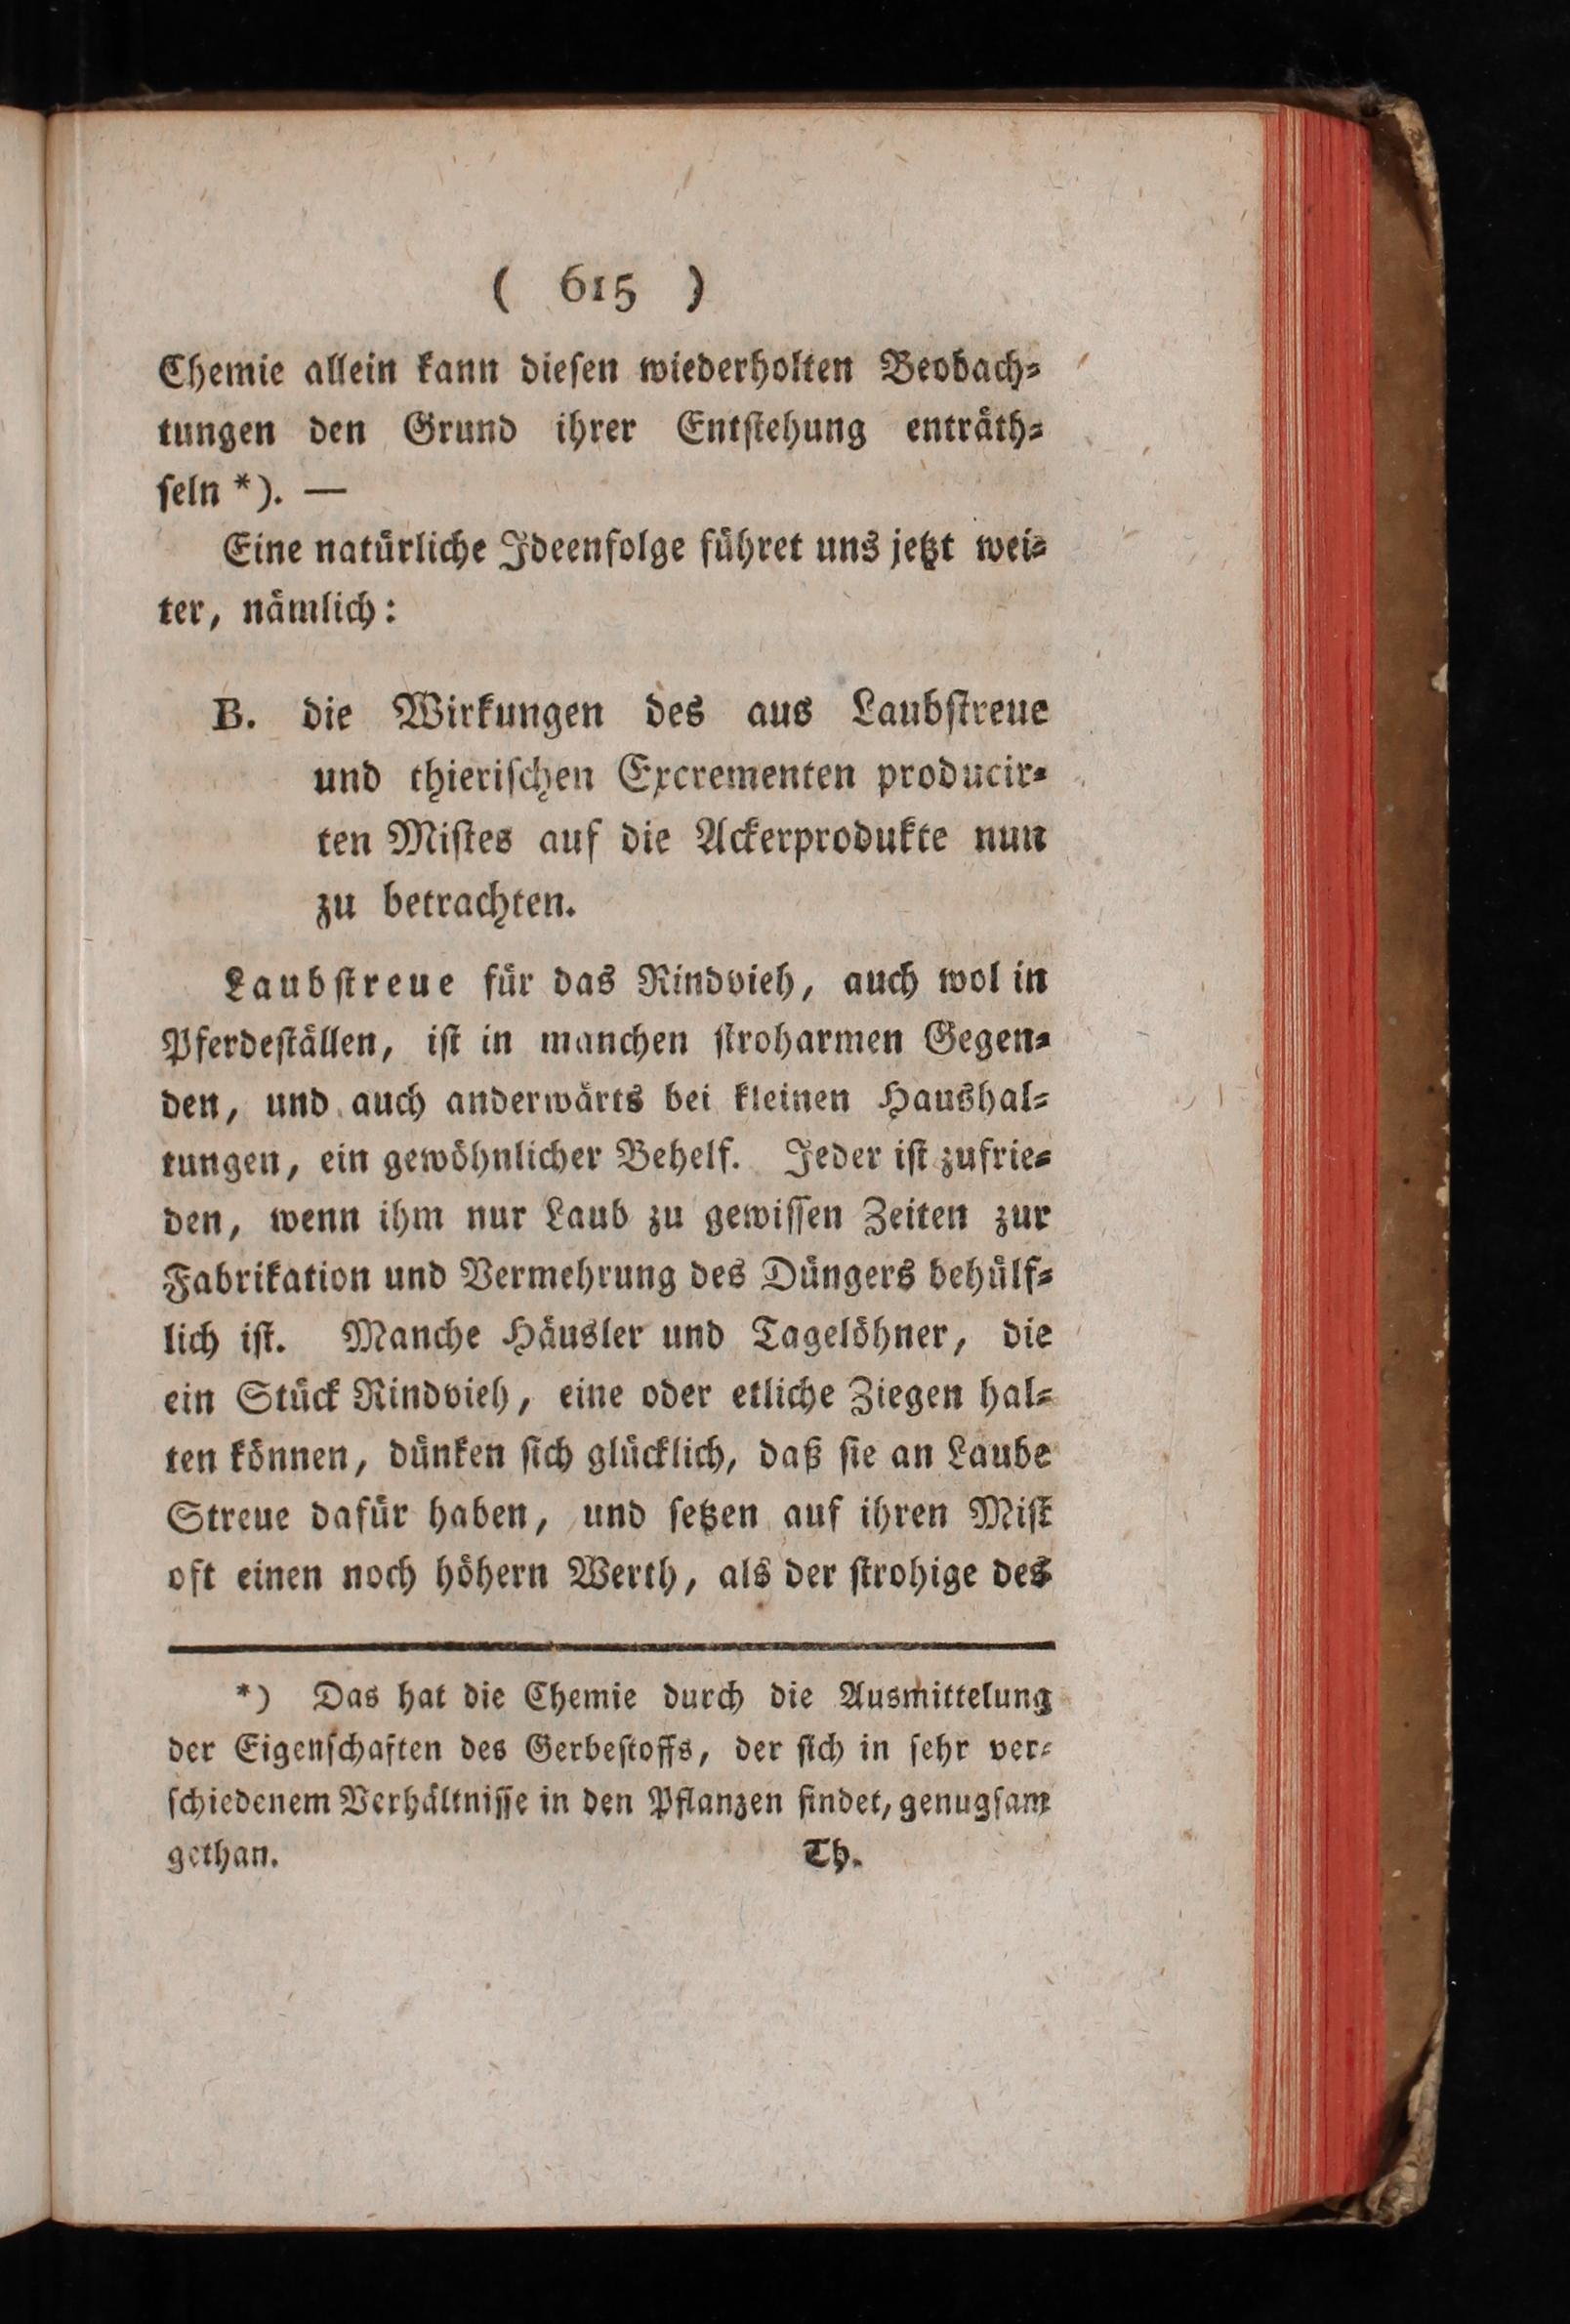 ( 615 )
Chemie allein kann dieſen wiederholten Beobach⸗
tungen den Grund ihrer Entſtehung enträth⸗
ſeln *). —
Eine natürliche Ideenfolge führet uns jetzt wei⸗
ter, nämlich:
B. die Wirkungen des aus Laubſtreue
und thieriſchen Excrementen producir⸗
ten Miſtes auf die Ackerprodukte nun
zu betrachten.
Laubſtreue für das Rindvieh, auch wol in
Pferdeſtällen, iſt in manchen ſtroharmen Gegen⸗
den, und auch anderwärts bei kleinen Haushal⸗
tungen, ein gewöhnlicher Behelf. Jeder iſt zufrie⸗
den, wenn ihm nur Laub zu gewiſſen Zeiten zur
Fabrikation und Vermehrung des Düngers behülf⸗
lich iſt. Manche Häusler und Tagelöhner, die
ein Stück Rindvieh, eine oder etliche Ziegen hal⸗
ten können, dünken ſich glücklich, daß ſie an Laube
Streue dafür haben, und ſetzen auf ihren Miſt
oft einen noch höhern Werth, als der ſtrohige des
*) Das hat die Chemie durch die Ausmittelung
der Eigenſchaften des Gerbeſtoffs, der ſich in ſehr ver⸗
ſchiedenem Verhältniſſe in den Pflanzen findet, genugſam
gethan. Th.